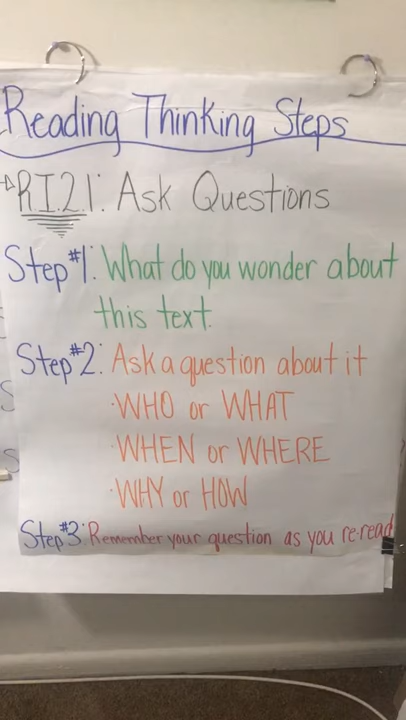 Reading Thinking Steps
RI.2.1: Ask Questions
Step #1: What do you wonder about
this text.
Step #2: Ask a question about it
·WHO or WHAT
·WHEN or WHERE
·WHY or HOW
Step #3: Remember your question as you re-read